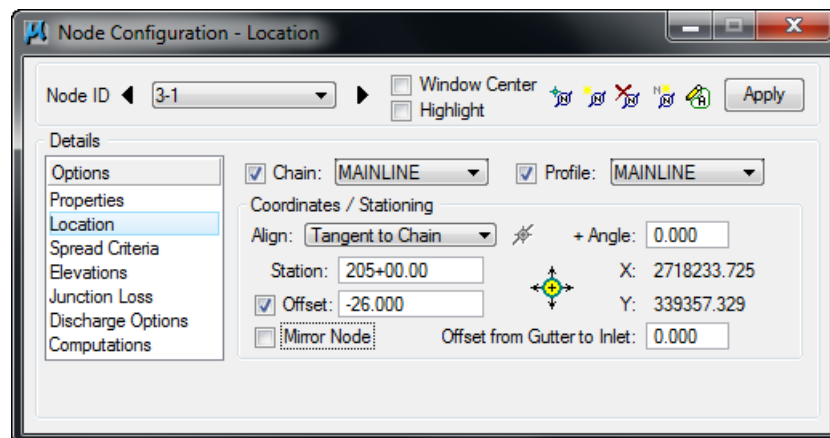 Node Configuration - Location
Node ID 3-1 Window Center Apply
Highlight
Details
Options
Properties
Location
Spread Criteria
Elevations
Junction Loss
Discharge Options
Computations
Chain: MAINLINE Profile: MAINLINE
Coordinates / Stationing
Align: Tangent to Chain + Angle: 0.000
Station: 205+00.00 X: 2718233.725
Offset: -26.000 Y: 339357.329
Mirror Node Offset from Gutter to Inlet: 0.000